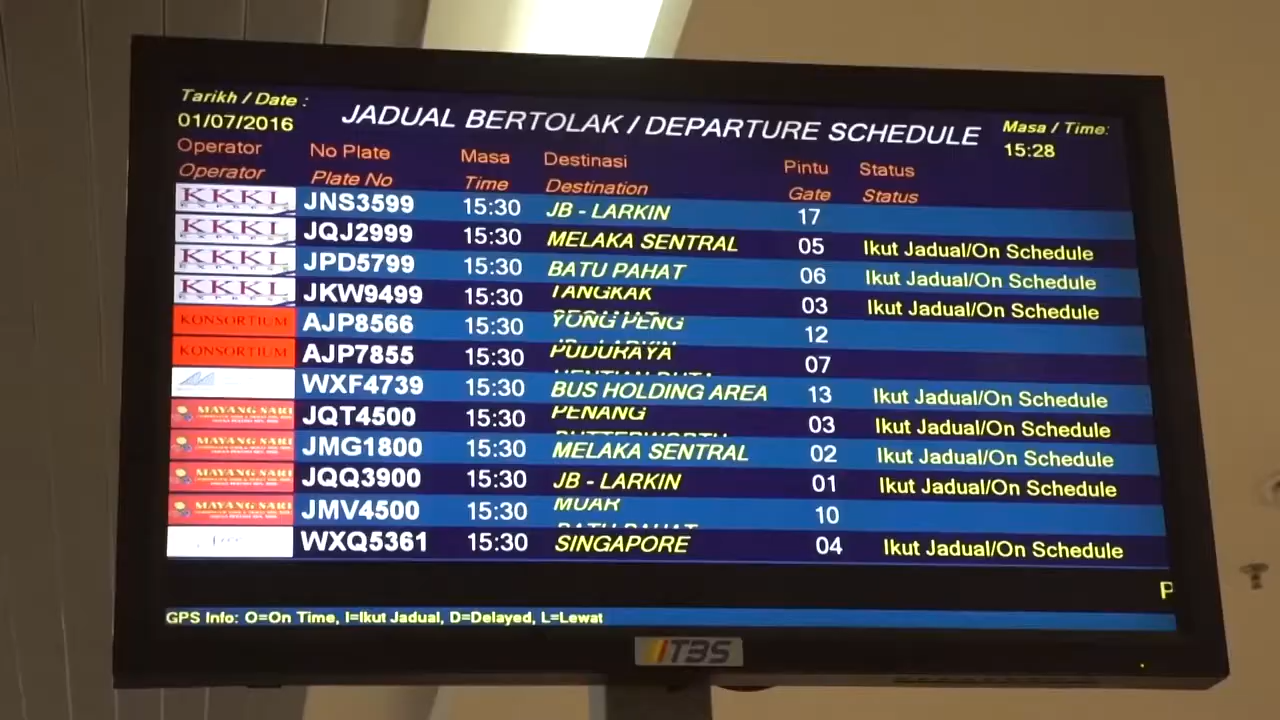 Tarikh / Date :
01/07/2016
JADUAL BERTOLAK / DEPARTURE SCHEDULE
Masa / Time:
15:28
Operator No Plate Masa Destinasi Pintu Status
Operator Plate No Time Destination Gate Status
KKKL EXPRESS JNS3599 15:30 JB - LARKIN 17
KKKL EXPRESS JQJ2999 15:30 MELAKA SENTRAL 05 Ikut Jadual/On Schedule
KKKL EXPRESS JPD5799 15:30 BATU PAHAT 06 Ikut Jadual/On Schedule
KKKL EXPRESS JKW9499 15:30 TANGKAK 03 Ikut Jadual/On Schedule
KONSORTIUM AJP8566 15:30 YONG PENG 12
KONSORTIUM AJP7855 15:30 PUDURAYA 07
WXF4739 15:30 BUS HOLDING AREA 13 Ikut Jadual/On Schedule
MAYANG SARI JQT4500 15:30 PENANG 03 Ikut Jadual/On Schedule
MAYANG SARI JMG1800 15:30 MELAKA SENTRAL 02 Ikut Jadual/On Schedule
MAYANG SARI JQQ3900 15:30 JB - LARKIN 01 Ikut Jadual/On Schedule
MAYANG SARI JMV4500 15:30 MUAR 10
BATU PAHAT
WXQ5361 15:30 SINGAPORE 04 Ikut Jadual/On Schedule
P
GPS Info: O=On Time, I=Ikut Jadual, D=Delayed, L=Lewat
TBS